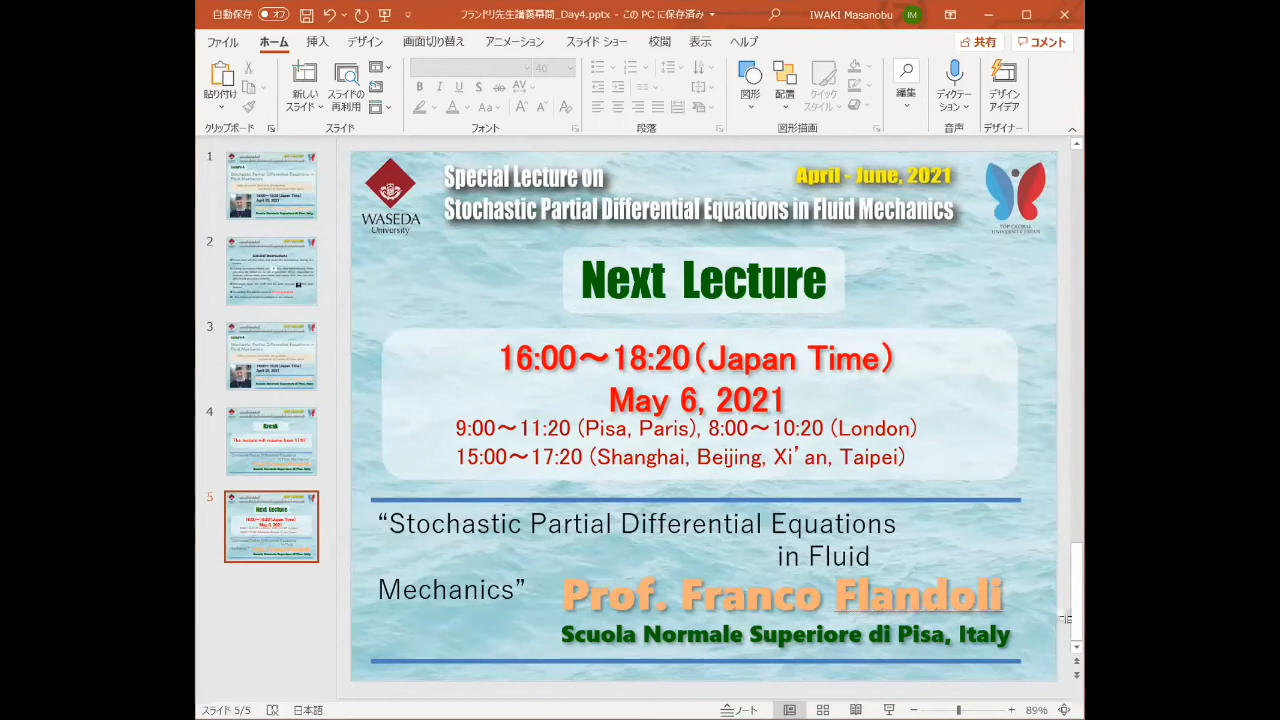 自動保存 オフ フランドリ先生講義幕間_Day4.pptx - この PC に保存済み IWAKI Masanobu IM
ファイル ホーム 挿入 デザイン 画面切り替え アニメーション スライド ショー 校閲 表示 ヘルプ 共有 コメント
貼り付け 新しい スライド スライドの 再利用 40 図形 配置 クイック スタイル 編集 ディクテーション デザイン アイデア
B I U S ab AV Aa A
クリップボード スライド フォント 段落 図形描画 音声 デザイナー
1
2
3
4
Break
5
Next Lecture
WASEDA
University
Special Lecture on
April - June, 2021
Stochastic Partial Differential Equations in Fluid Mechanics
TOP GLOBAL
UNIVERSITY JAPAN
Next Lecture
16:00～18:20(Japan Time)
May 6, 2021
9:00～11:20 (Pisa, Paris), 8:00～10:20 (London)
15:00～17:20 (Shanghai, Beijing, Xi’an, Taipei)
“Stochastic Partial Differential Equations
in Fluid
Mechanics”
Prof. Franco Flandoli
Scuola Normale Superiore di Pisa, Italy
スライド 5/5 日本語 ノート 89%